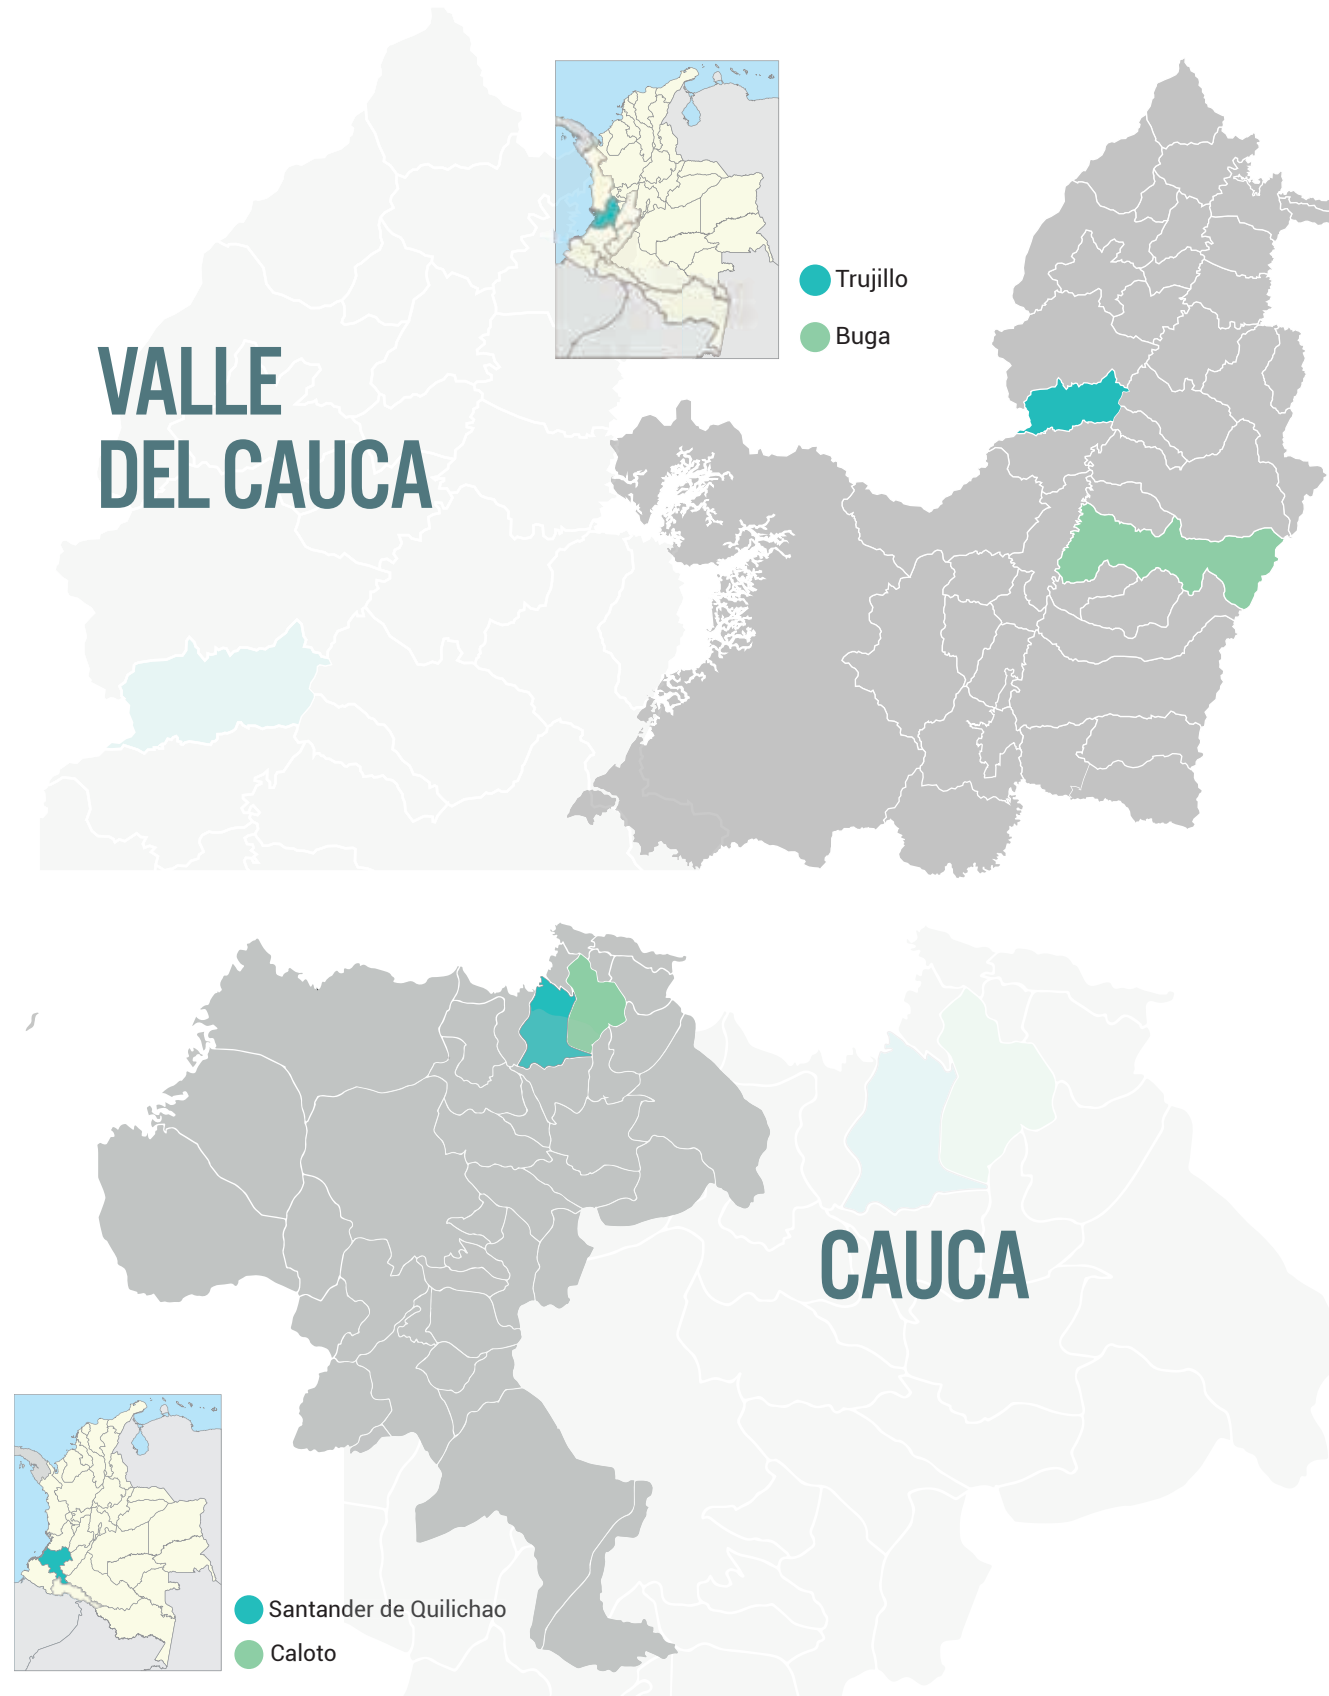 Trujillo
Buga
VALLE
DEL CAUCA
CAUCA
Santander de Quilichao
Caloto